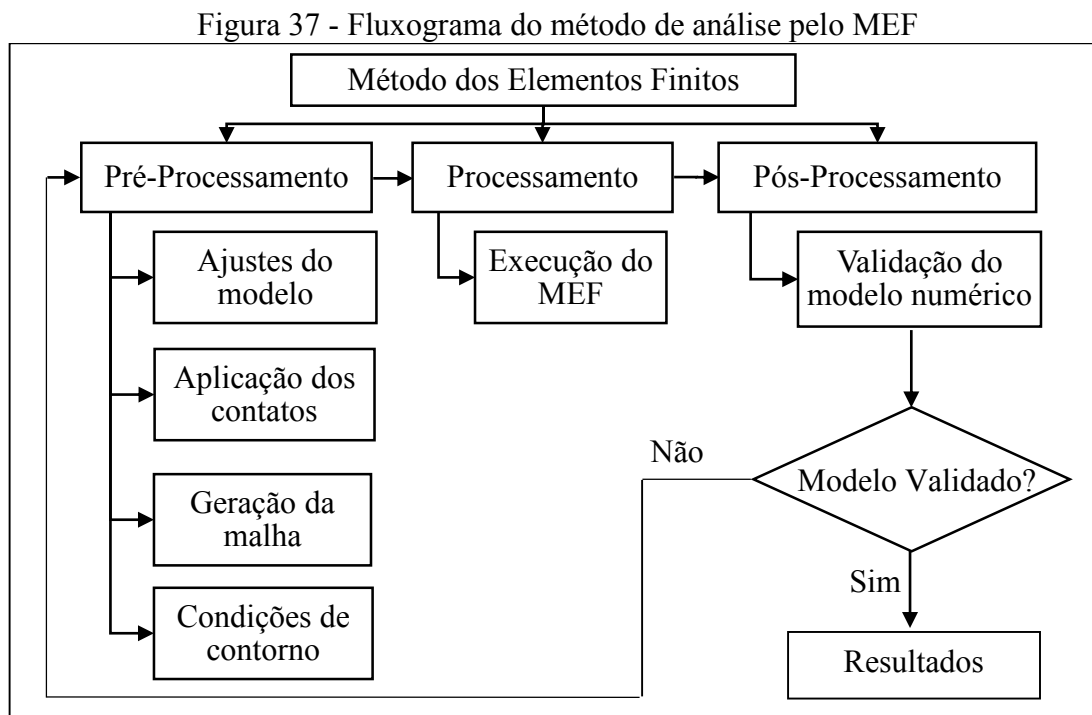 Figura 37 - Fluxograma do método de análise pelo MEF
Método dos Elementos Finitos
Pré-Processamento
Processamento
Pós-Processamento
Ajustes do
modelo
Execução do
MEF
Validação do
modelo numérico
Aplicação dos
contatos
Não
Modelo Validado?
Geração da
malha
Sim
Condições de
contorno
Resultados